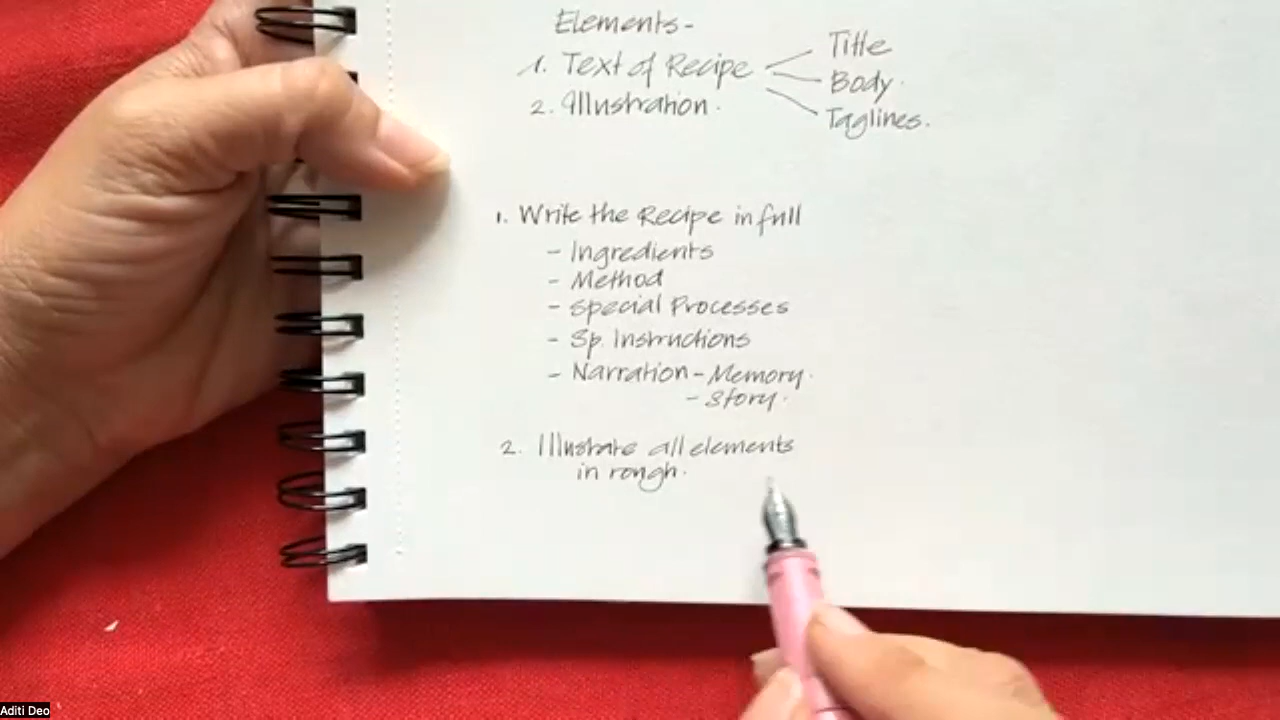 Elements-
1. Text of Recipe
Title
Body.
Taglines.
2. Illustration.
1. Write the Recipe in full
- Ingredients
- Method
- Special Processes
- Sp. Instructions
- Narration - Memory.
- Story.
2. Illustrate all elements
in rough.
Aditi Deo